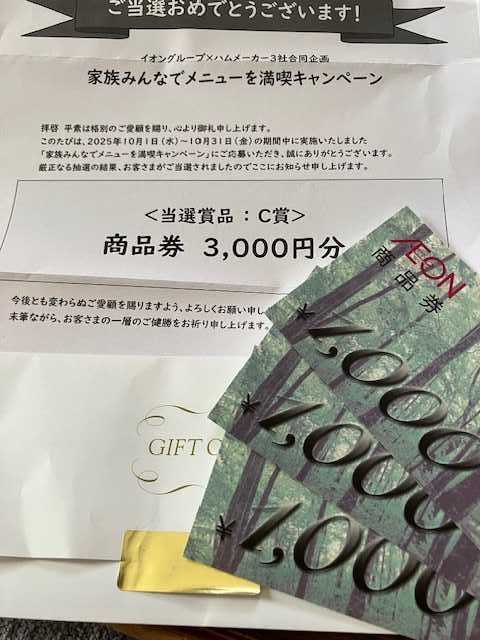 ご当選おめでとうございます!
イオングループ×ハムメーカー3社合同企画
家族みんなでメニューを満喫キャンペーン
拝啓 平素は格別のご愛顧を賜り、心より御礼申し上げます。
このたびは、2025年10月1日(水)~10月31日(金)の期間中に実施いたしました
「家族みんなでメニューを満喫キャンペーン」にご応募いただき、誠にありがとうございます。
厳正なる抽選の結果、お客さまがご当選されましたのでここにお知らせ申し上げます。
<当選賞品:C賞>
商品券 3,000円分
今後とも変わらぬご愛顧を賜りますよう、よろしくお願い申し
末筆ながら、お客さまの一層のご健勝をお祈り申し上げます。
GIFT
ÆON
商品券
1,000
1,000
1,000